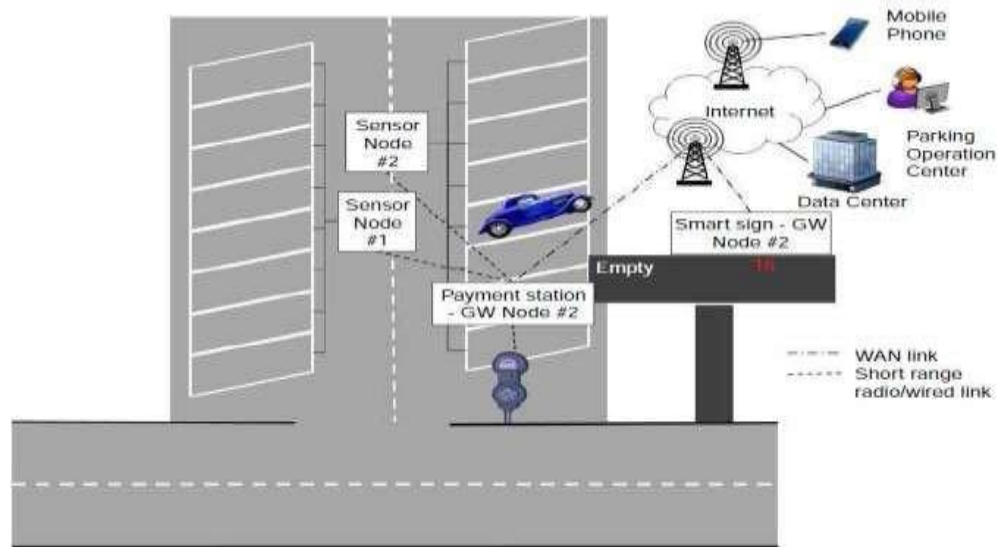 Mobile
Phone
Internet
Parking
Operation
Center
Data Center
Sensor
Node
#2
Sensor
Node
#1
Smart sign - GW
Node #2
Empty
16
Payment station
- GW Node #2
WAN link
Short range
radio/wired link